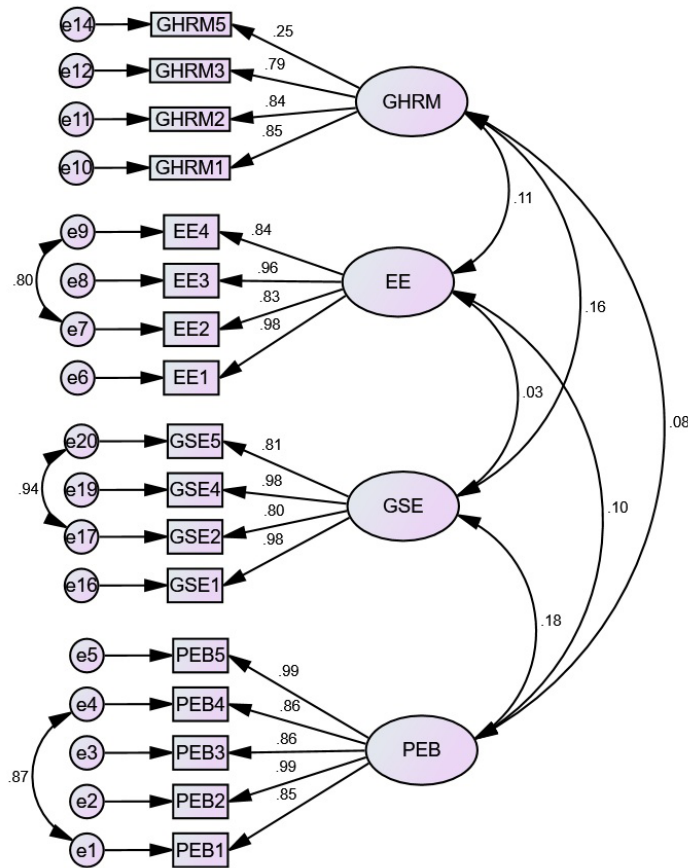 e14 GHRM5 .25
e12 GHRM3 .79
GHRM
e11 GHRM2 .84
e10 GHRM1 .85
.11
e9 EE4 .84
.80 e8 EE3 .96
EE
e7 EE2 .83
e6 EE1 .98
.16
.03
.08
e20 GSE5 .81
.94 e19 GSE4 .98
GSE
.10
e17 GSE2 .80
e16 GSE1 .98
.18
e5 PEB5 .99
e4 PEB4 .86
e3 PEB3 .86
PEB
.87
e2 PEB2 .99
e1 PEB1 .85